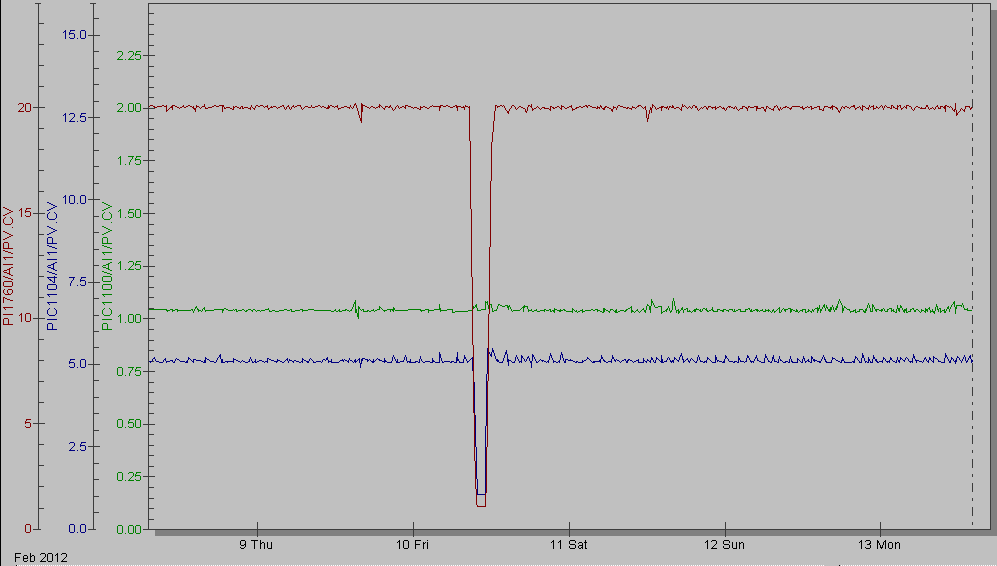 PI1760/AI1/PV.CV
20
15
10
5
0
PIC1104/AI1/PV.CV
15.0
12.5
10.0
7.5
5.0
2.5
0.0
PIC1100/AI1/PV.CV
2.25
2.00
1.75
1.50
1.25
1.00
0.75
0.50
0.25
0.00
9 Thu
10 Fri
11 Sat
12 Sun
13 Mon
Feb 2012